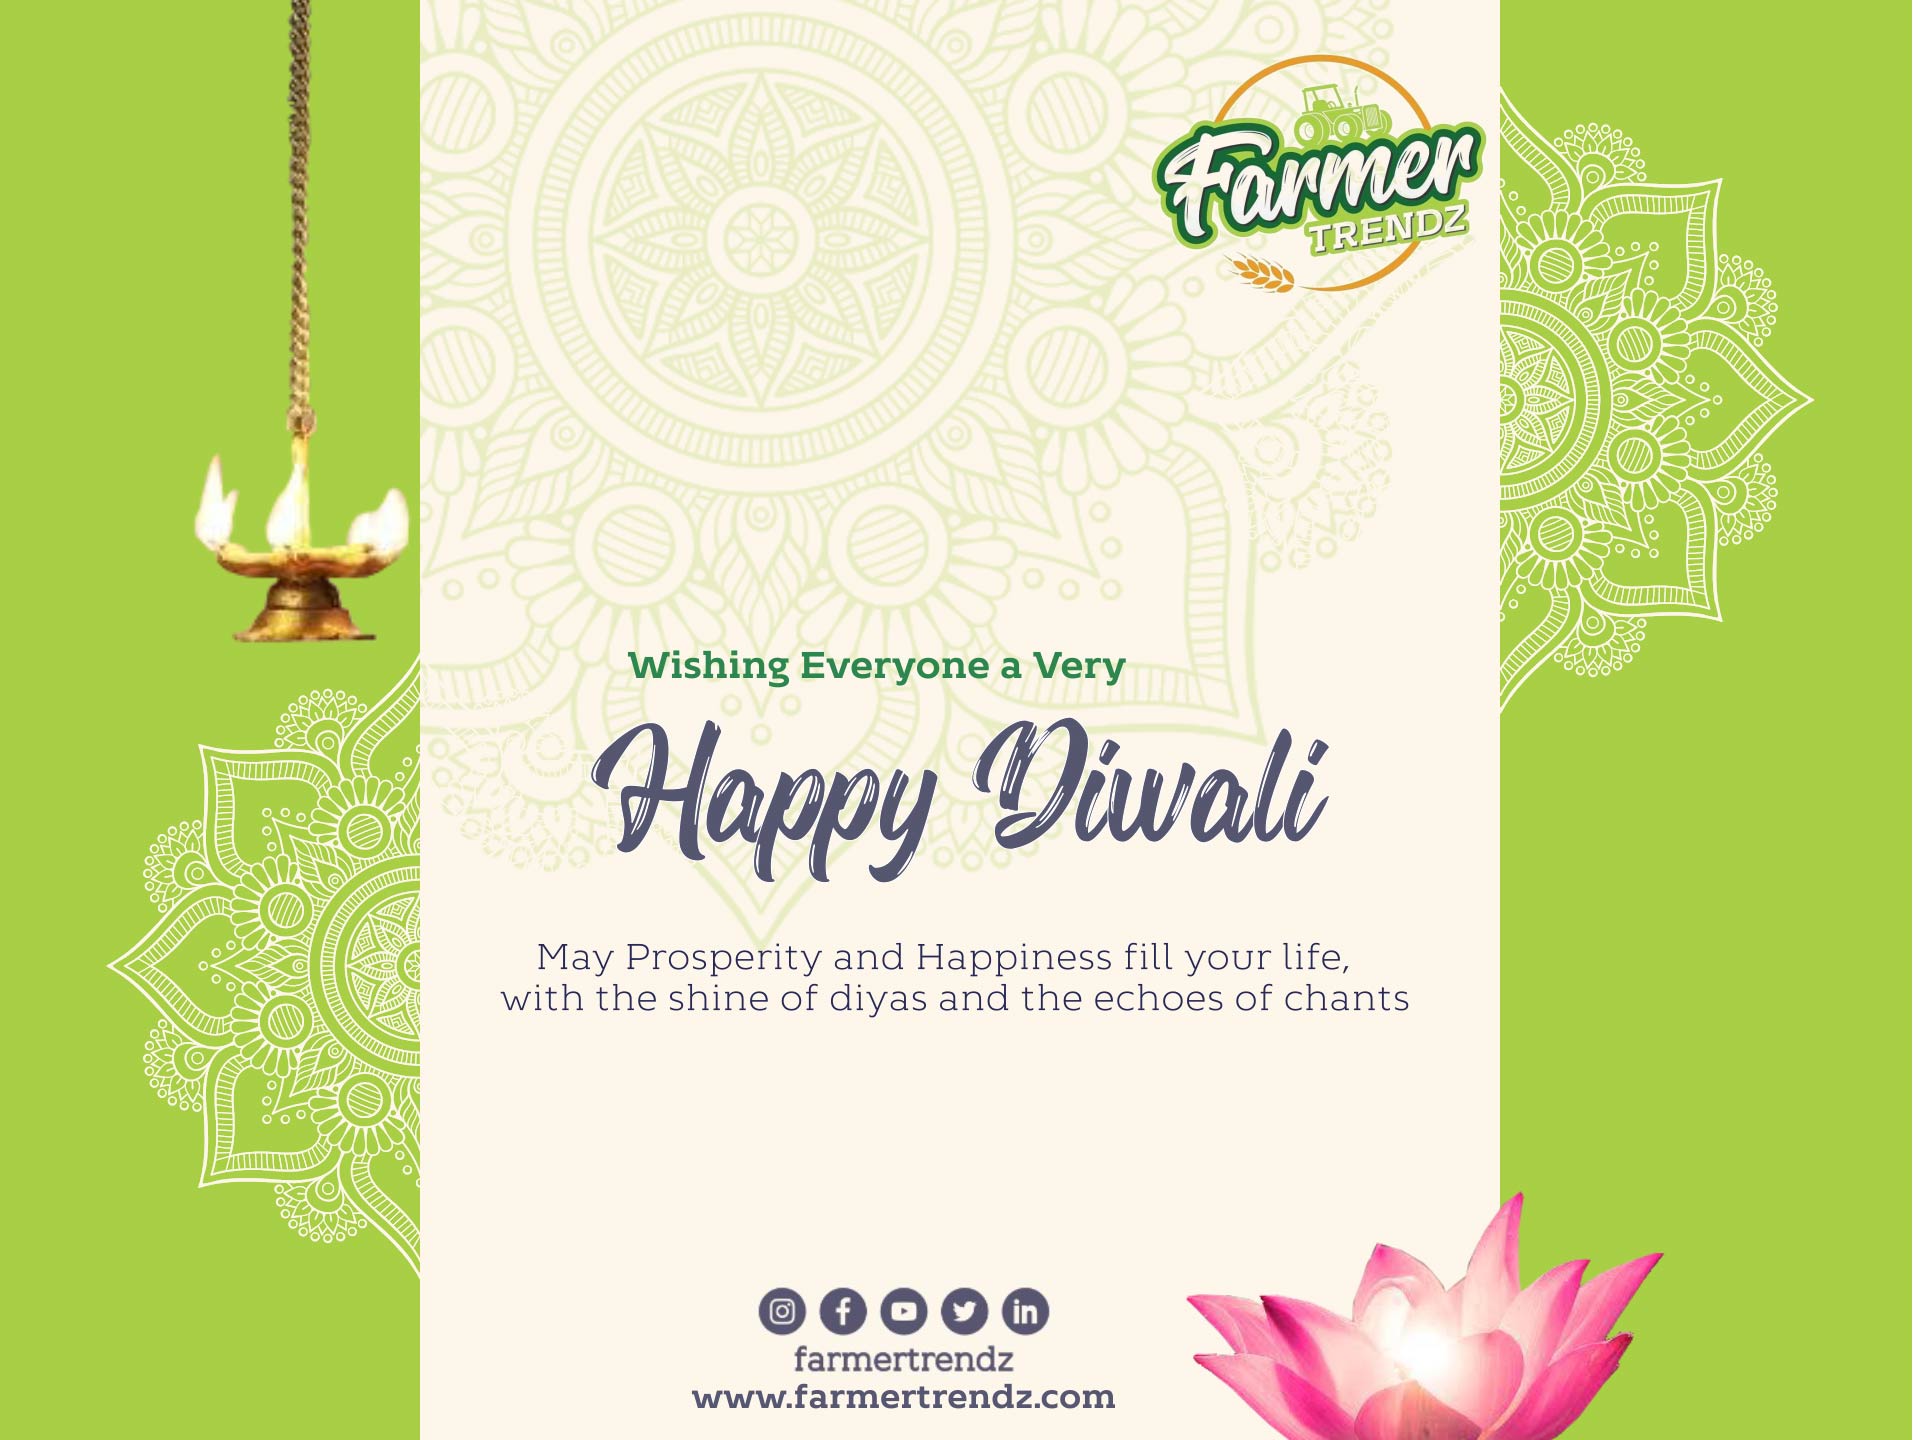 Farmer
TRENDZ
Wishing Everyone a Very
Happy Diwali
May Prosperity and Happiness fill your life,
with the shine of diyas and the echoes of chants
farmertrendz
www.farmertrendz.com